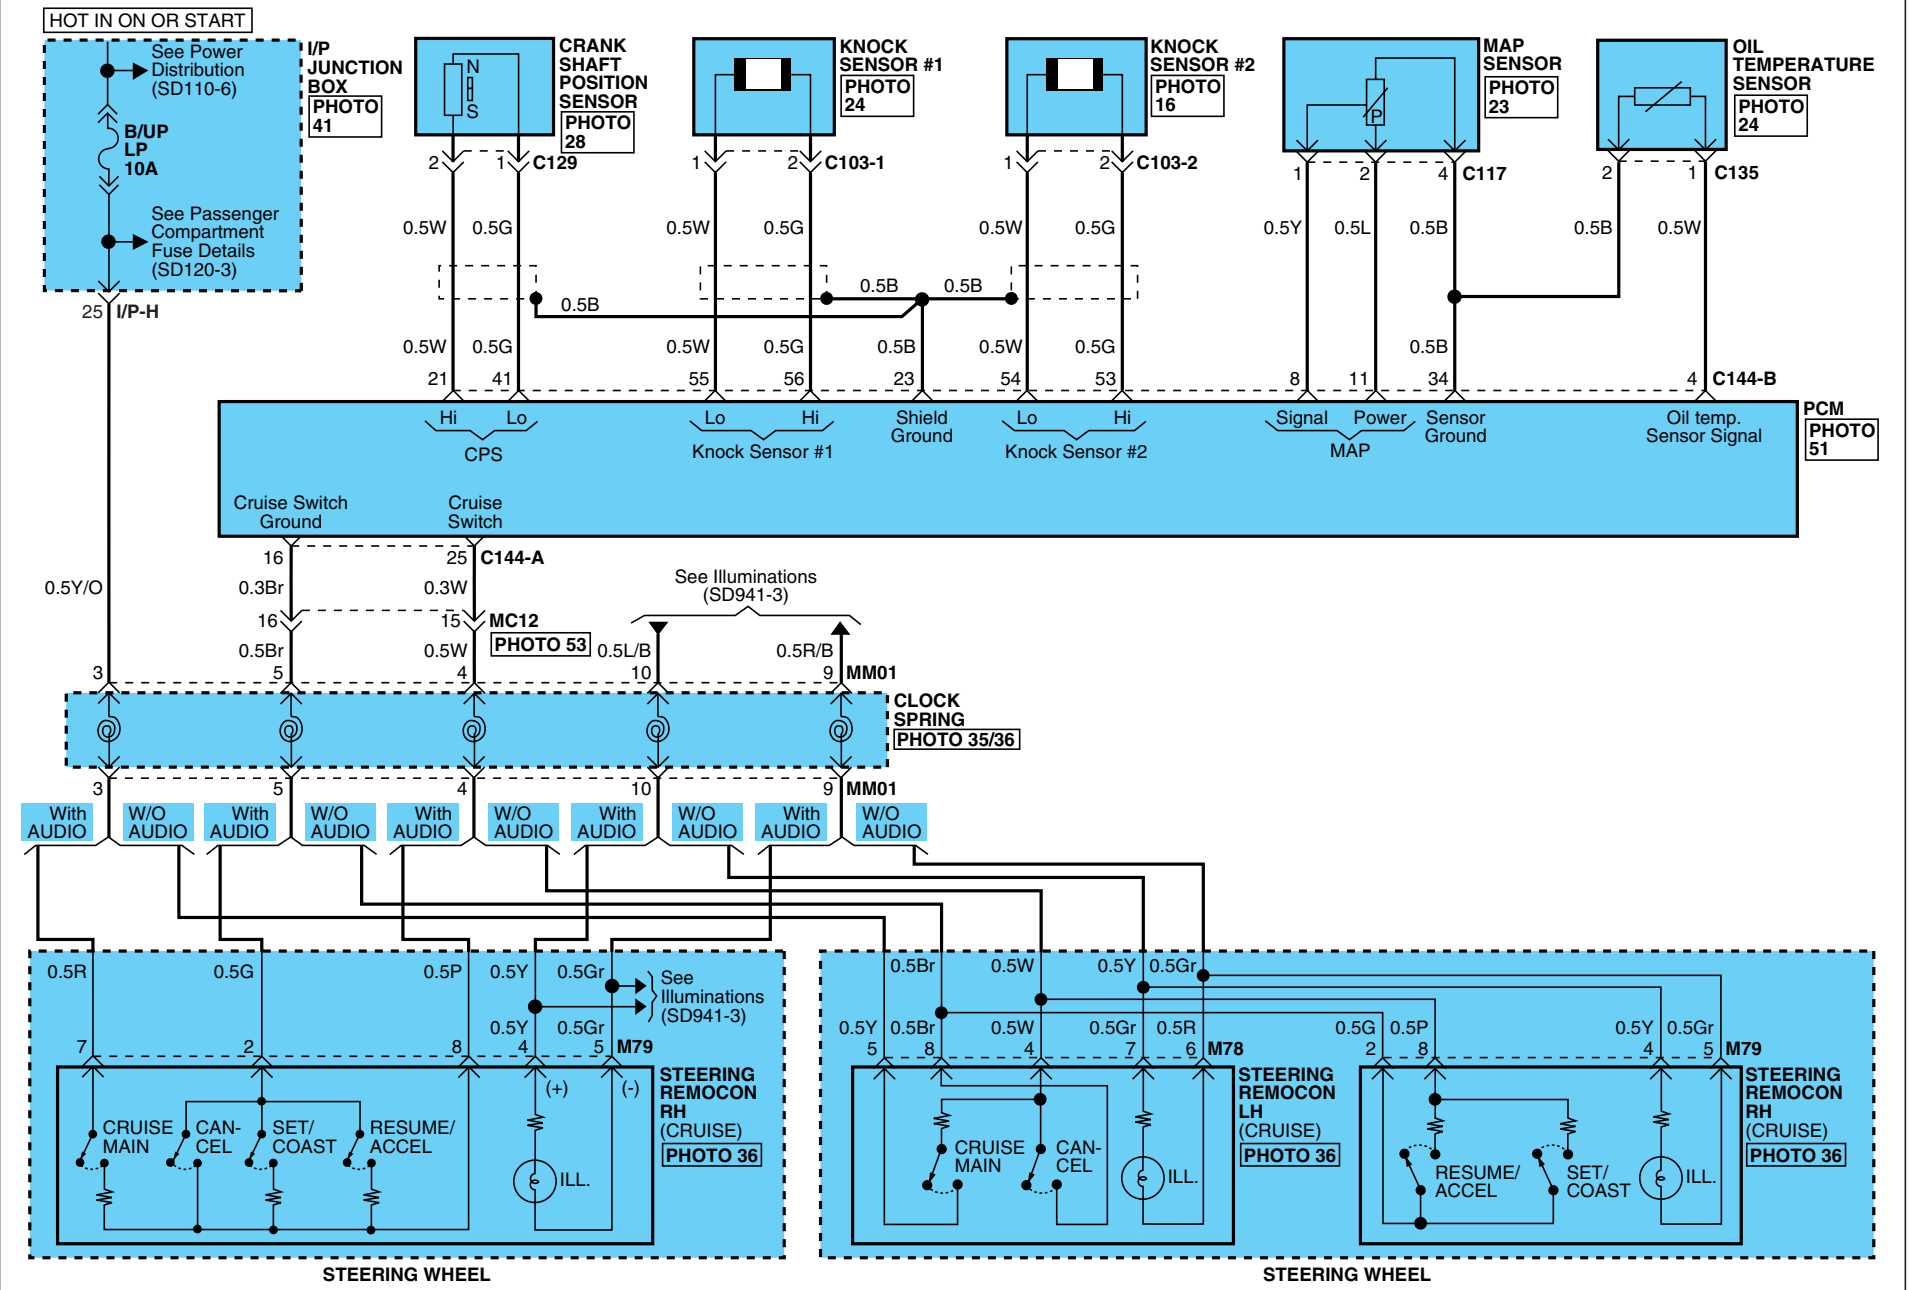 HOT IN ON OR START
See Power
Distribution
(SD110-6)
B/UP
LP
10A
See Passenger
Compartment
Fuse Details
(SD120-3)
I/P
JUNCTION
BOX
PHOTO
41
25 I/P-H
CRANK
SHAFT
POSITION
SENSOR
PHOTO
28
N
S
2 1 C129
KNOCK
SENSOR #1
PHOTO
24
1 2 C103-1
KNOCK
SENSOR #2
PHOTO
16
1 2 C103-2
MAP
SENSOR
PHOTO
23
P
1 2 4 C117
OIL
TEMPERATURE
SENSOR
PHOTO
24
2 1 C135
0.5W 0.5G 0.5W 0.5G 0.5W 0.5G 0.5Y 0.5L 0.5B 0.5B 0.5W
0.5B 0.5B 0.5B
0.5W 0.5G 0.5W 0.5G 0.5B 0.5W 0.5G 0.5B
21 41 55 56 23 54 53 8 11 34 4 C144-B
Hi Lo
CPS
Lo Hi
Knock Sensor #1
Shield
Ground
Lo Hi
Knock Sensor #2
Signal Power
MAP
Sensor
Ground
Oil temp.
Sensor Signal
PCM
PHOTO
51
Cruise Switch
Ground
Cruise
Switch
16 25 C144-A
0.5Y/O 0.3Br 0.3W
16 15 MC12
PHOTO 53
See Illuminations
(SD941-3)
0.5Br 0.5W 0.5L/B 0.5R/B
3 5 4 10 9 MM01
CLOCK
SPRING
PHOTO 35/36
3 5 4 10 9 MM01
With
AUDIO
W/O
AUDIO
With
AUDIO
W/O
AUDIO
With
AUDIO
W/O
AUDIO
With
AUDIO
W/O
AUDIO
With
AUDIO
W/O
AUDIO
0.5R 0.5G 0.5P 0.5Y 0.5Gr
See
Illuminations
(SD941-3)
0.5Y 0.5Gr
7 2 8 4 5 M79
STEERING
REMOCON
RH
(CRUISE)
PHOTO 36
(+) (-)
CRUISE
MAIN
CAN-
CEL
SET/
COAST
RESUME/
ACCEL
ILL.
STEERING WHEEL
0.5Br 0.5W 0.5Y 0.5Gr
0.5Y 0.5Br 0.5W 0.5Gr 0.5R 0.5G 0.5P 0.5Y 0.5Gr
5 8 4 7 6 M78
STEERING
REMOCON
LH
(CRUISE)
PHOTO 36
CRUISE
MAIN
CAN-
CEL
ILL.
2 8 4 5 M79
STEERING
REMOCON
RH
(CRUISE)
PHOTO 36
RESUME/
ACCEL
SET/
COAST
ILL.
STEERING WHEEL